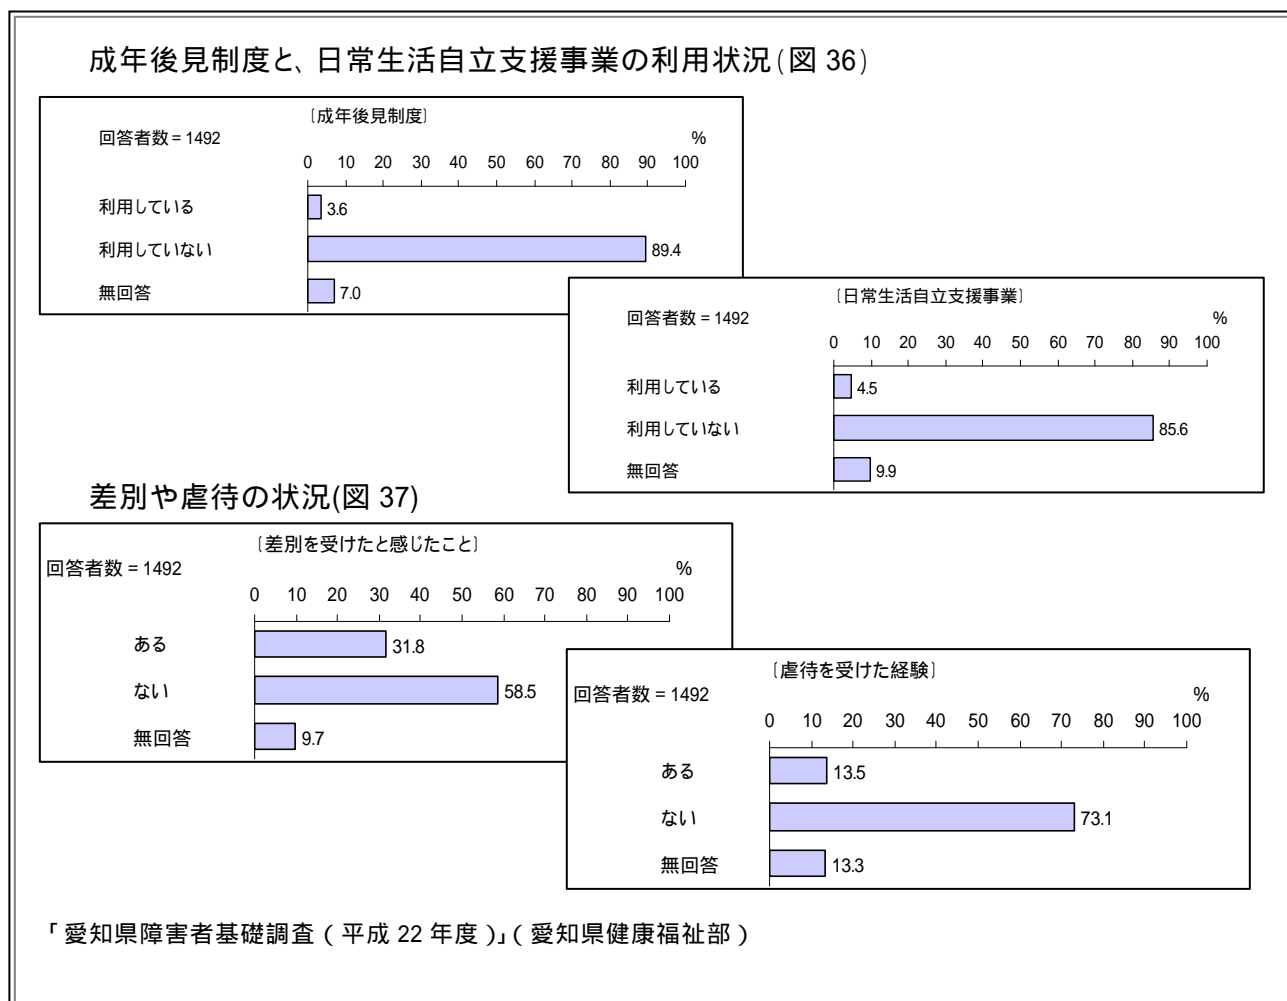 成年後見制度と、日常生活自立支援事業の利用状況(図 36)
〔成年後見制度〕
回答者数 = 1492
%
0 10 20 30 40 50 60 70 80 90 100
利用している 3.6
利用していない 89.4
無回答 7.0
〔日常生活自立支援事業〕
回答者数 = 1492
%
0 10 20 30 40 50 60 70 80 90 100
利用している 4.5
利用していない 85.6
無回答 9.9
差別や虐待の状況(図 37)
〔差別を受けたと感じたこと〕
回答者数 = 1492
%
0 10 20 30 40 50 60 70 80 90 100
ある 31.8
ない 58.5
無回答 9.7
〔虐待を受けた経験〕
回答者数 = 1492
%
0 10 20 30 40 50 60 70 80 90 100
ある 13.5
ない 73.1
無回答 13.3
「愛知県障害者基礎調査(平成 22 年度)」(愛知県健康福祉部)